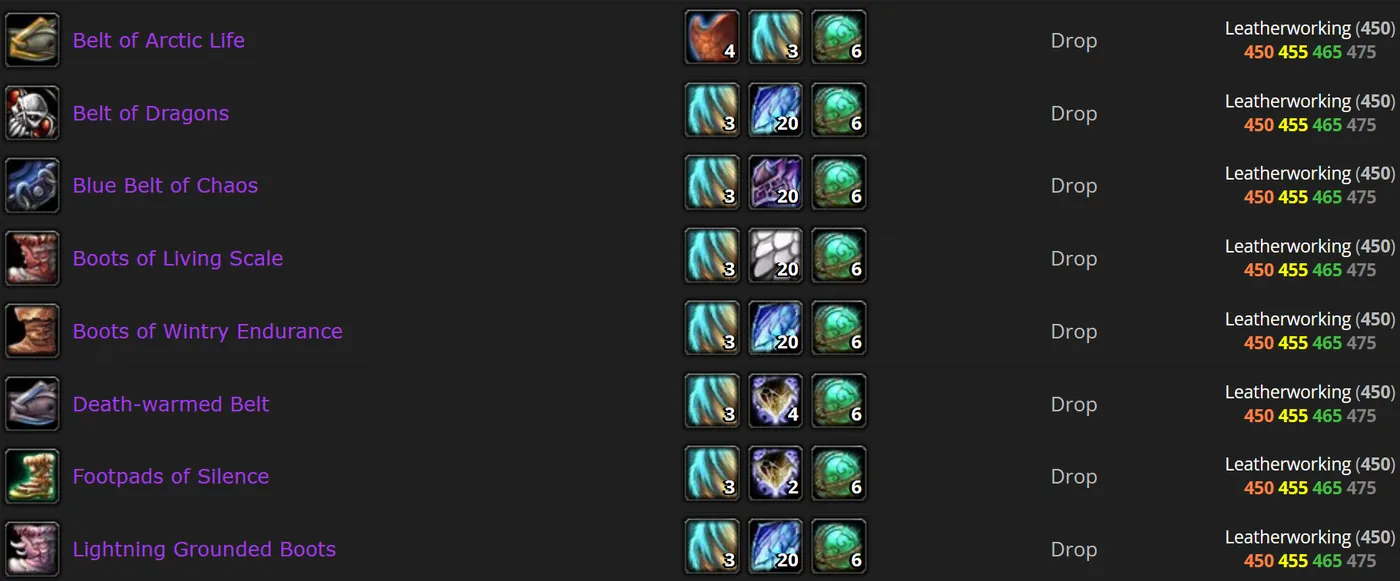 Belt of Arctic Life 4 3 6 Drop Leatherworking (450)
450 455 465 475
Belt of Dragons 3 20 6 Drop Leatherworking (450)
450 455 465 475
Blue Belt of Chaos 3 20 6 Drop Leatherworking (450)
450 455 465 475
Boots of Living Scale 3 20 6 Drop Leatherworking (450)
450 455 465 475
Boots of Wintry Endurance 3 20 6 Drop Leatherworking (450)
450 455 465 475
Death-warmed Belt 3 4 6 Drop Leatherworking (450)
450 455 465 475
Footpads of Silence 3 2 6 Drop Leatherworking (450)
450 455 465 475
Lightning Grounded Boots 3 20 6 Drop Leatherworking (450)
450 455 465 475